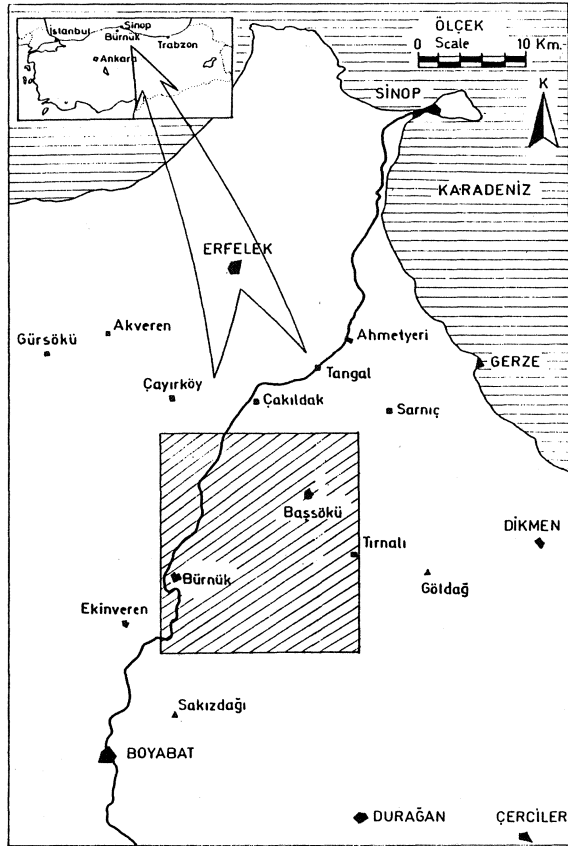 Sinop
İstanbul
Bürnük
Trabzon
Ankara
ÖLÇEK
Scale
0 10 Km.
SİNOP
K
KARADENİZ
ERFELEK
Akveren
Gürsökü
Ahmetyeri
GERZE
Tangal
Çayırköy
Çakıldak
Sarnıç
Başsökü
DİKMEN
Tırnalı
Bürnük
Göldağ
Ekinveren
Sakızdağı
BOYABAT
DURAĞAN
ÇERCİLER